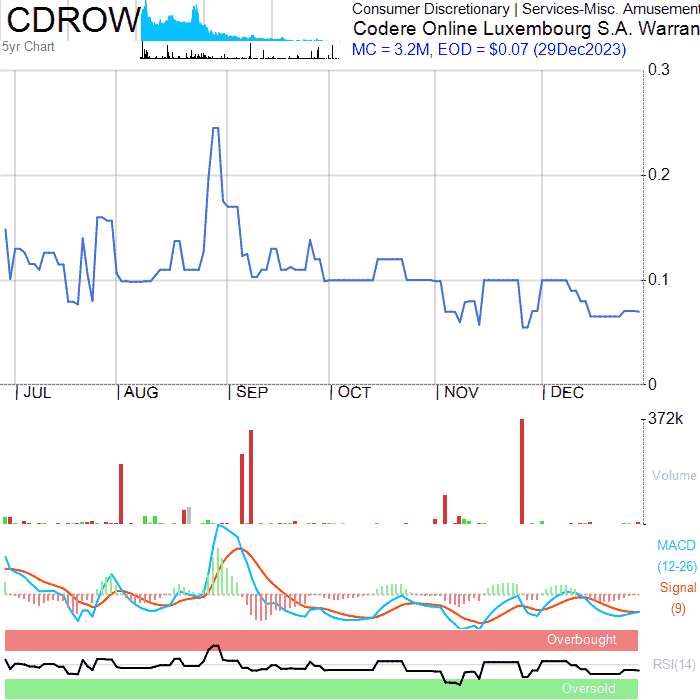 CDROW
5yr Chart
Consumer Discretionary | Services-Misc. Amusement
Codere Online Luxembourg S.A. Warran
MC = 3.2M, EOD = $0.07 (29Dec2023)
0.3
0.2
0.1
0
JUL AUG SEP OCT NOV DEC
372k
Volume
MACD
(12-26)
Signal
(9)
Overbought
RSI(14)
Oversold